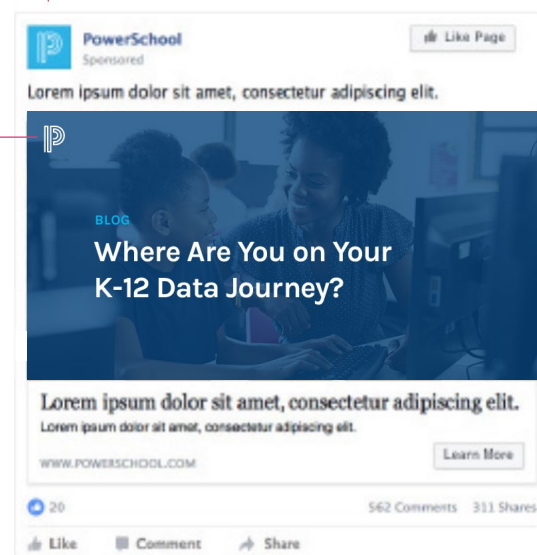 PowerSchool
Sponsored
Like Page
Lorem ipsum dolor sit amet, consectetur adipiscing elit.
BLOG
Where Are You on Your
K-12 Data Journey?
Lorem ipsum dolor sit amet, consectetur adipiscing elit.
Lorem ipsum dolor sit amet, consectetur adipiscing elit.
WWW.POWERSCHOOL.COM
Learn More
20
562 Comments 311 Shares
Like Comment Share